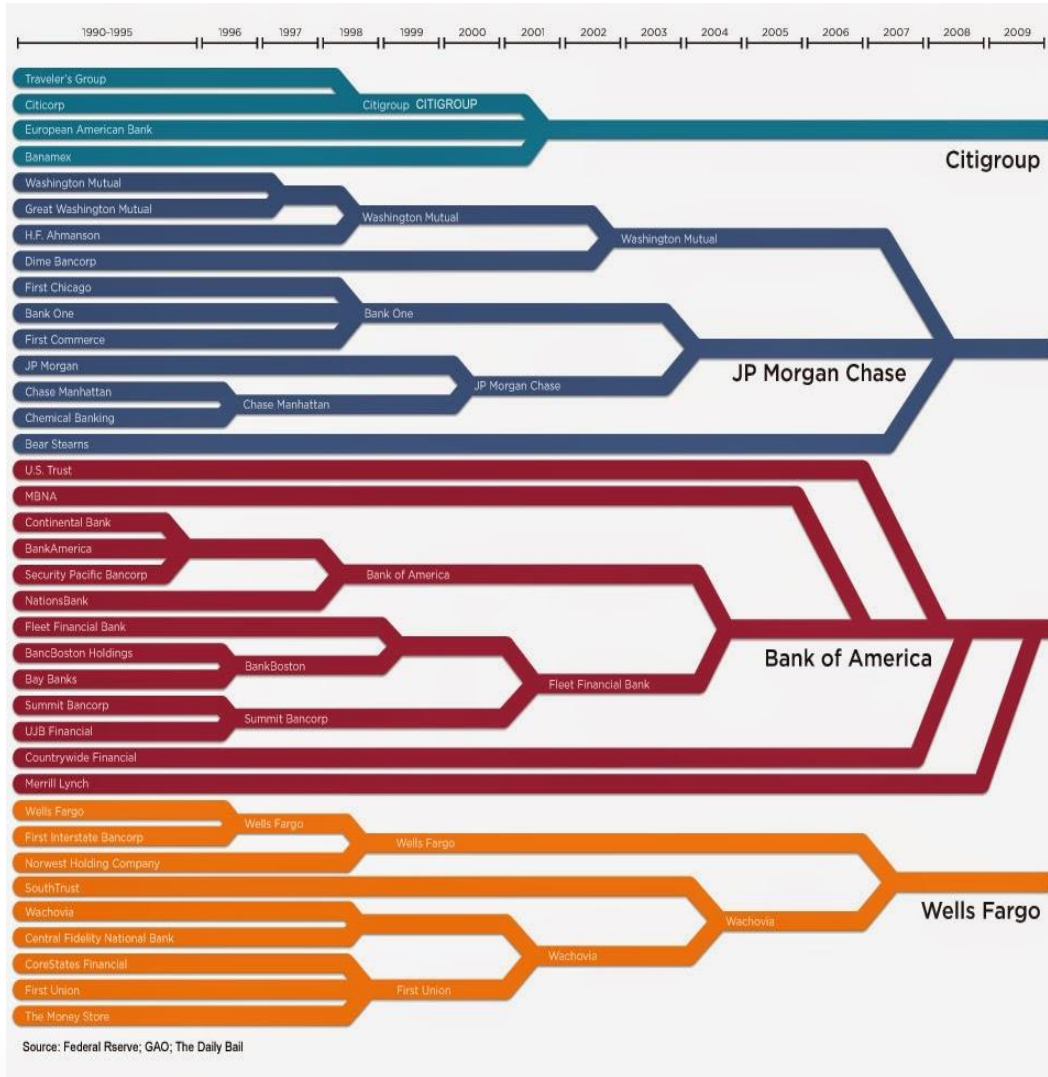 1990-1995 1996 1997 1998 1999 2000 2001 2002 2003 2004 2005 2006 2007 2008 2009
Traveler's Group
Citicorp
Citigroup CITIGROUP
European American Bank
Banamex
Citigroup
Washington Mutual
Great Washington Mutual
Washington Mutual
H.F. Ahmanson
Washington Mutual
Dime Bancorp
First Chicago
Bank One
Bank One
First Commerce
JP Morgan
JP Morgan Chase
JP Morgan Chase
Chase Manhattan
Chase Manhattan
Chemical Banking
Bear Stearns
U.S. Trust
MBNA
Continental Bank
BankAmerica
Security Pacific Bancorp
Bank of America
NationsBank
Fleet Financial Bank
BancBoston Holdings
BankBoston
Bank of America
Bay Banks
Fleet Financial Bank
Summit Bancorp
Summit Bancorp
UJB Financial
Countrywide Financial
Merrill Lynch
Wells Fargo
Wells Fargo
First Interstate Bancorp
Wells Fargo
Norwest Holding Company
SouthTrust
Wachovia
Wachovia
Wells Fargo
Central Fidelity National Bank
Wachovia
CoreStates Financial
First Union
First Union
The Money Store
Source: Federal Rserve; GAO; The Daily Bail